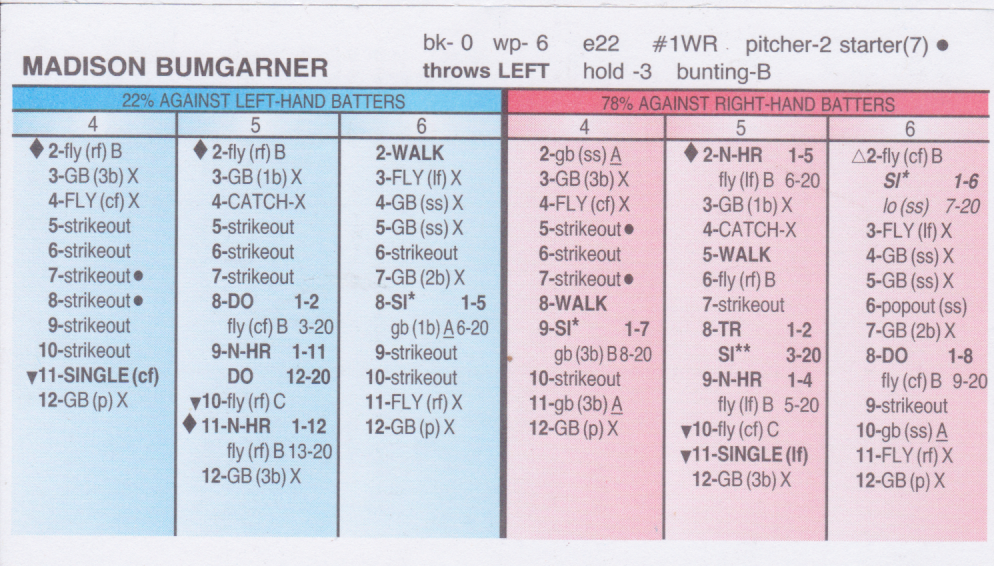 bk- 0 wp- 6 e22 #1WR pitcher-2 starter(7) ●
MADISON BUMGARNER throws LEFT hold -3 bunting-B
22% AGAINST LEFT-HAND BATTERS
4
♦ 2-fly (rf) B
3-GB (3b) X
4-FLY (cf) X
5-strikeout
6-strikeout
7-strikeout ●
8-strikeout ●
9-strikeout
10-strikeout
▼11-SINGLE (cf)
12-GB (p) X
5
♦ 2-fly (rf) B
3-GB (1b) X
4-CATCH-X
5-strikeout
6-strikeout
7-strikeout
8-DO 1-2
fly (cf) B 3-20
9-N-HR 1-11
DO 12-20
▼10-fly (rf) C
♦ 11-N-HR 1-12
fly (rf) B 13-20
12-GB (3b) X
6
2-WALK
3-FLY (lf) X
4-GB (ss) X
5-GB (ss) X
6-strikeout
7-GB (2b) X
8-SI* 1-5
gb (1b) A 6-20
9-strikeout
10-strikeout
11-FLY (rf) X
12-GB (p) X
78% AGAINST RIGHT-HAND BATTERS
4
2-gb (ss) A
3-GB (3b) X
4-FLY (cf) X
5-strikeout ●
6-strikeout
7-strikeout ●
8-WALK
9-SI* 1-7
gb (3b) B 8-20
10-strikeout
11-gb (3b) A
12-GB (p) X
5
♦ 2-N-HR 1-5
fly (lf) B 6-20
3-GB (1b) X
4-CATCH-X
5-WALK
6-fly (rf) B
7-strikeout
8-TR 1-2
SI** 3-20
9-N-HR 1-4
fly (lf) B 5-20
▼10-fly (cf) C
▼11-SINGLE (lf)
12-GB (3b) X
6
△2-fly (cf) B
SI* 1-6
lo (ss) 7-20
3-FLY (lf) X
4-GB (ss) X
5-GB (ss) X
6-popout (ss)
7-GB (2b) X
8-DO 1-8
fly (cf) B 9-20
9-strikeout
10-gb (ss) A
11-FLY (rf) X
12-GB (p) X